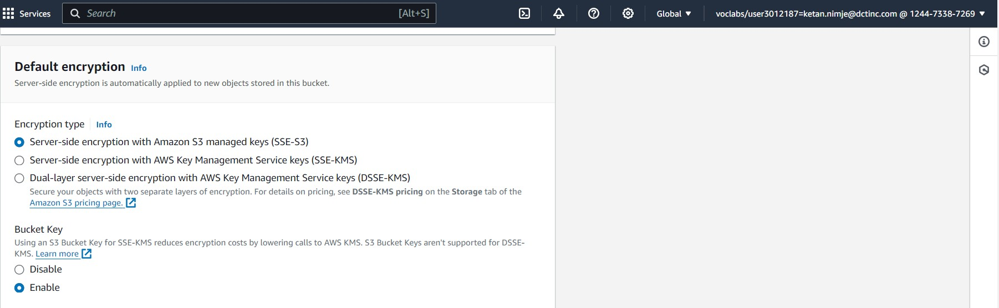 Services
Search
[Alt+S]
Global
voclabs/user3012187=ketan.nimje@dctinc.com @ 1244-7338-7269
Default encryption Info
Server-side encryption is automatically applied to new objects stored in this bucket.
Encryption type Info
Server-side encryption with Amazon S3 managed keys (SSE-S3)
Server-side encryption with AWS Key Management Service keys (SSE-KMS)
Dual-layer server-side encryption with AWS Key Management Service keys (DSSE-KMS)
Secure your objects with two separate layers of encryption. For details on pricing, see DSSE-KMS pricing on the Storage tab of the
Amazon S3 pricing page.
Bucket Key
Using an S3 Bucket Key for SSE-KMS reduces encryption costs by lowering calls to AWS KMS. S3 Bucket Keys aren't supported for DSSE-
KMS. Learn more
Disable
Enable